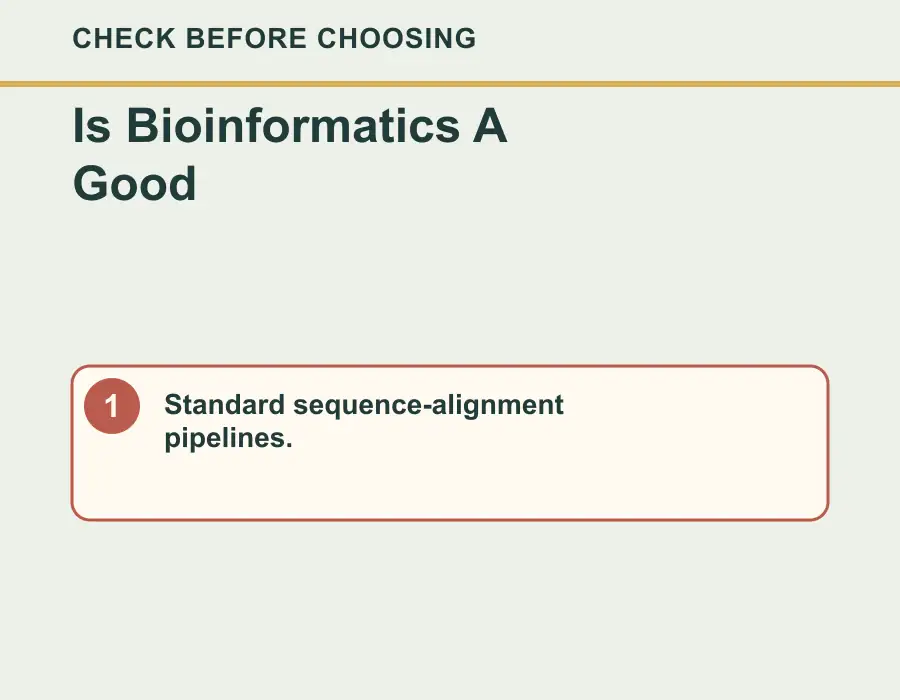 CHECK BEFORE CHOOSING
Is Bioinformatics A
Good
1
Standard sequence-alignment
pipelines.